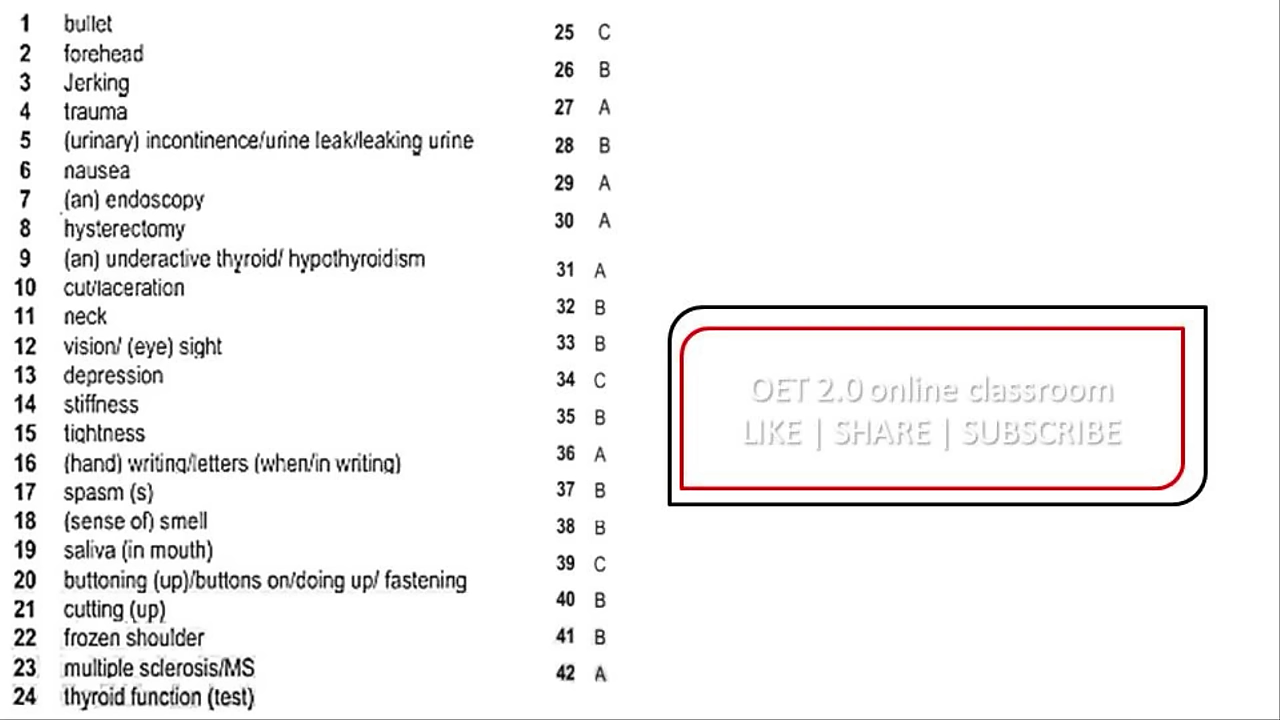 1 bullet
2 forehead
3 Jerking
4 trauma
5 (urinary) incontinence/urine leak/leaking urine
6 nausea
7 (an) endoscopy
8 hysterectomy
9 (an) underactive thyroid/ hypothyroidism
10 cut/laceration
11 neck
12 vision/ (eye) sight
13 depression
14 stiffness
15 tightness
16 (hand) writing/letters (when/in writing)
17 spasm (s)
18 (sense of) smell
19 saliva (in mouth)
20 buttoning (up)/buttons on/doing up/ fastening
21 cutting (up)
22 frozen shoulder
23 multiple sclerosis/MS
24 thyroid function (test)
25 C
26 B
27 A
28 B
29 A
30 A
31 A
32 B
33 B
34 C
35 B
36 A
37 B
38 B
39 C
40 B
41 B
42 A
OET 2.0 online classroom
LIKE | SHARE | SUBSCRIBE